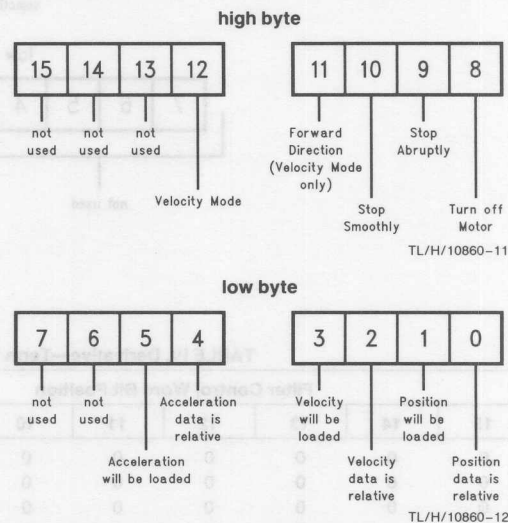 high byte
15 14 13 12 11 10 9 8
not used not used not used Forward Direction (Velocity Mode only) Stop Abruptly
Velocity Mode Stop Smoothly Turn off Motor
TL/H/10860-11
low byte
7 6 5 4 3 2 1 0
not used not used Acceleration data is relative Velocity will be loaded Position will be loaded
Acceleration will be loaded Velocity data is relative Position data is relative
TL/H/10860-12